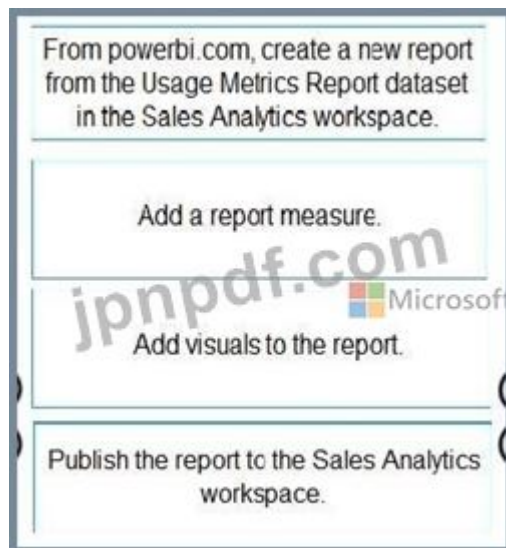 From powerbi.com, create a new report
from the Usage Metrics Report dataset
in the Sales Analytics workspace.
Add a report measure.
jpnpdf.com
Microsoft
Add visuals to the report.
Publish the report to the Sales Analytics
workspace.